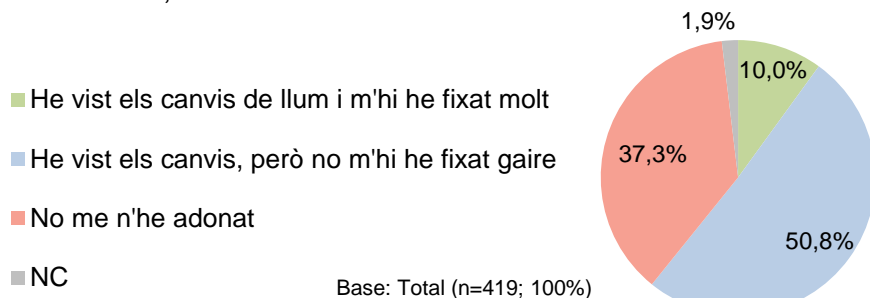 1,9%
10,0%
He vist els canvis de llum i m'hi he fixat molt
He vist els canvis, però no m'hi he fixat gaire
37,3%
No me n'he adonat
50,8%
NC
Base: Total (n=419; 100%)